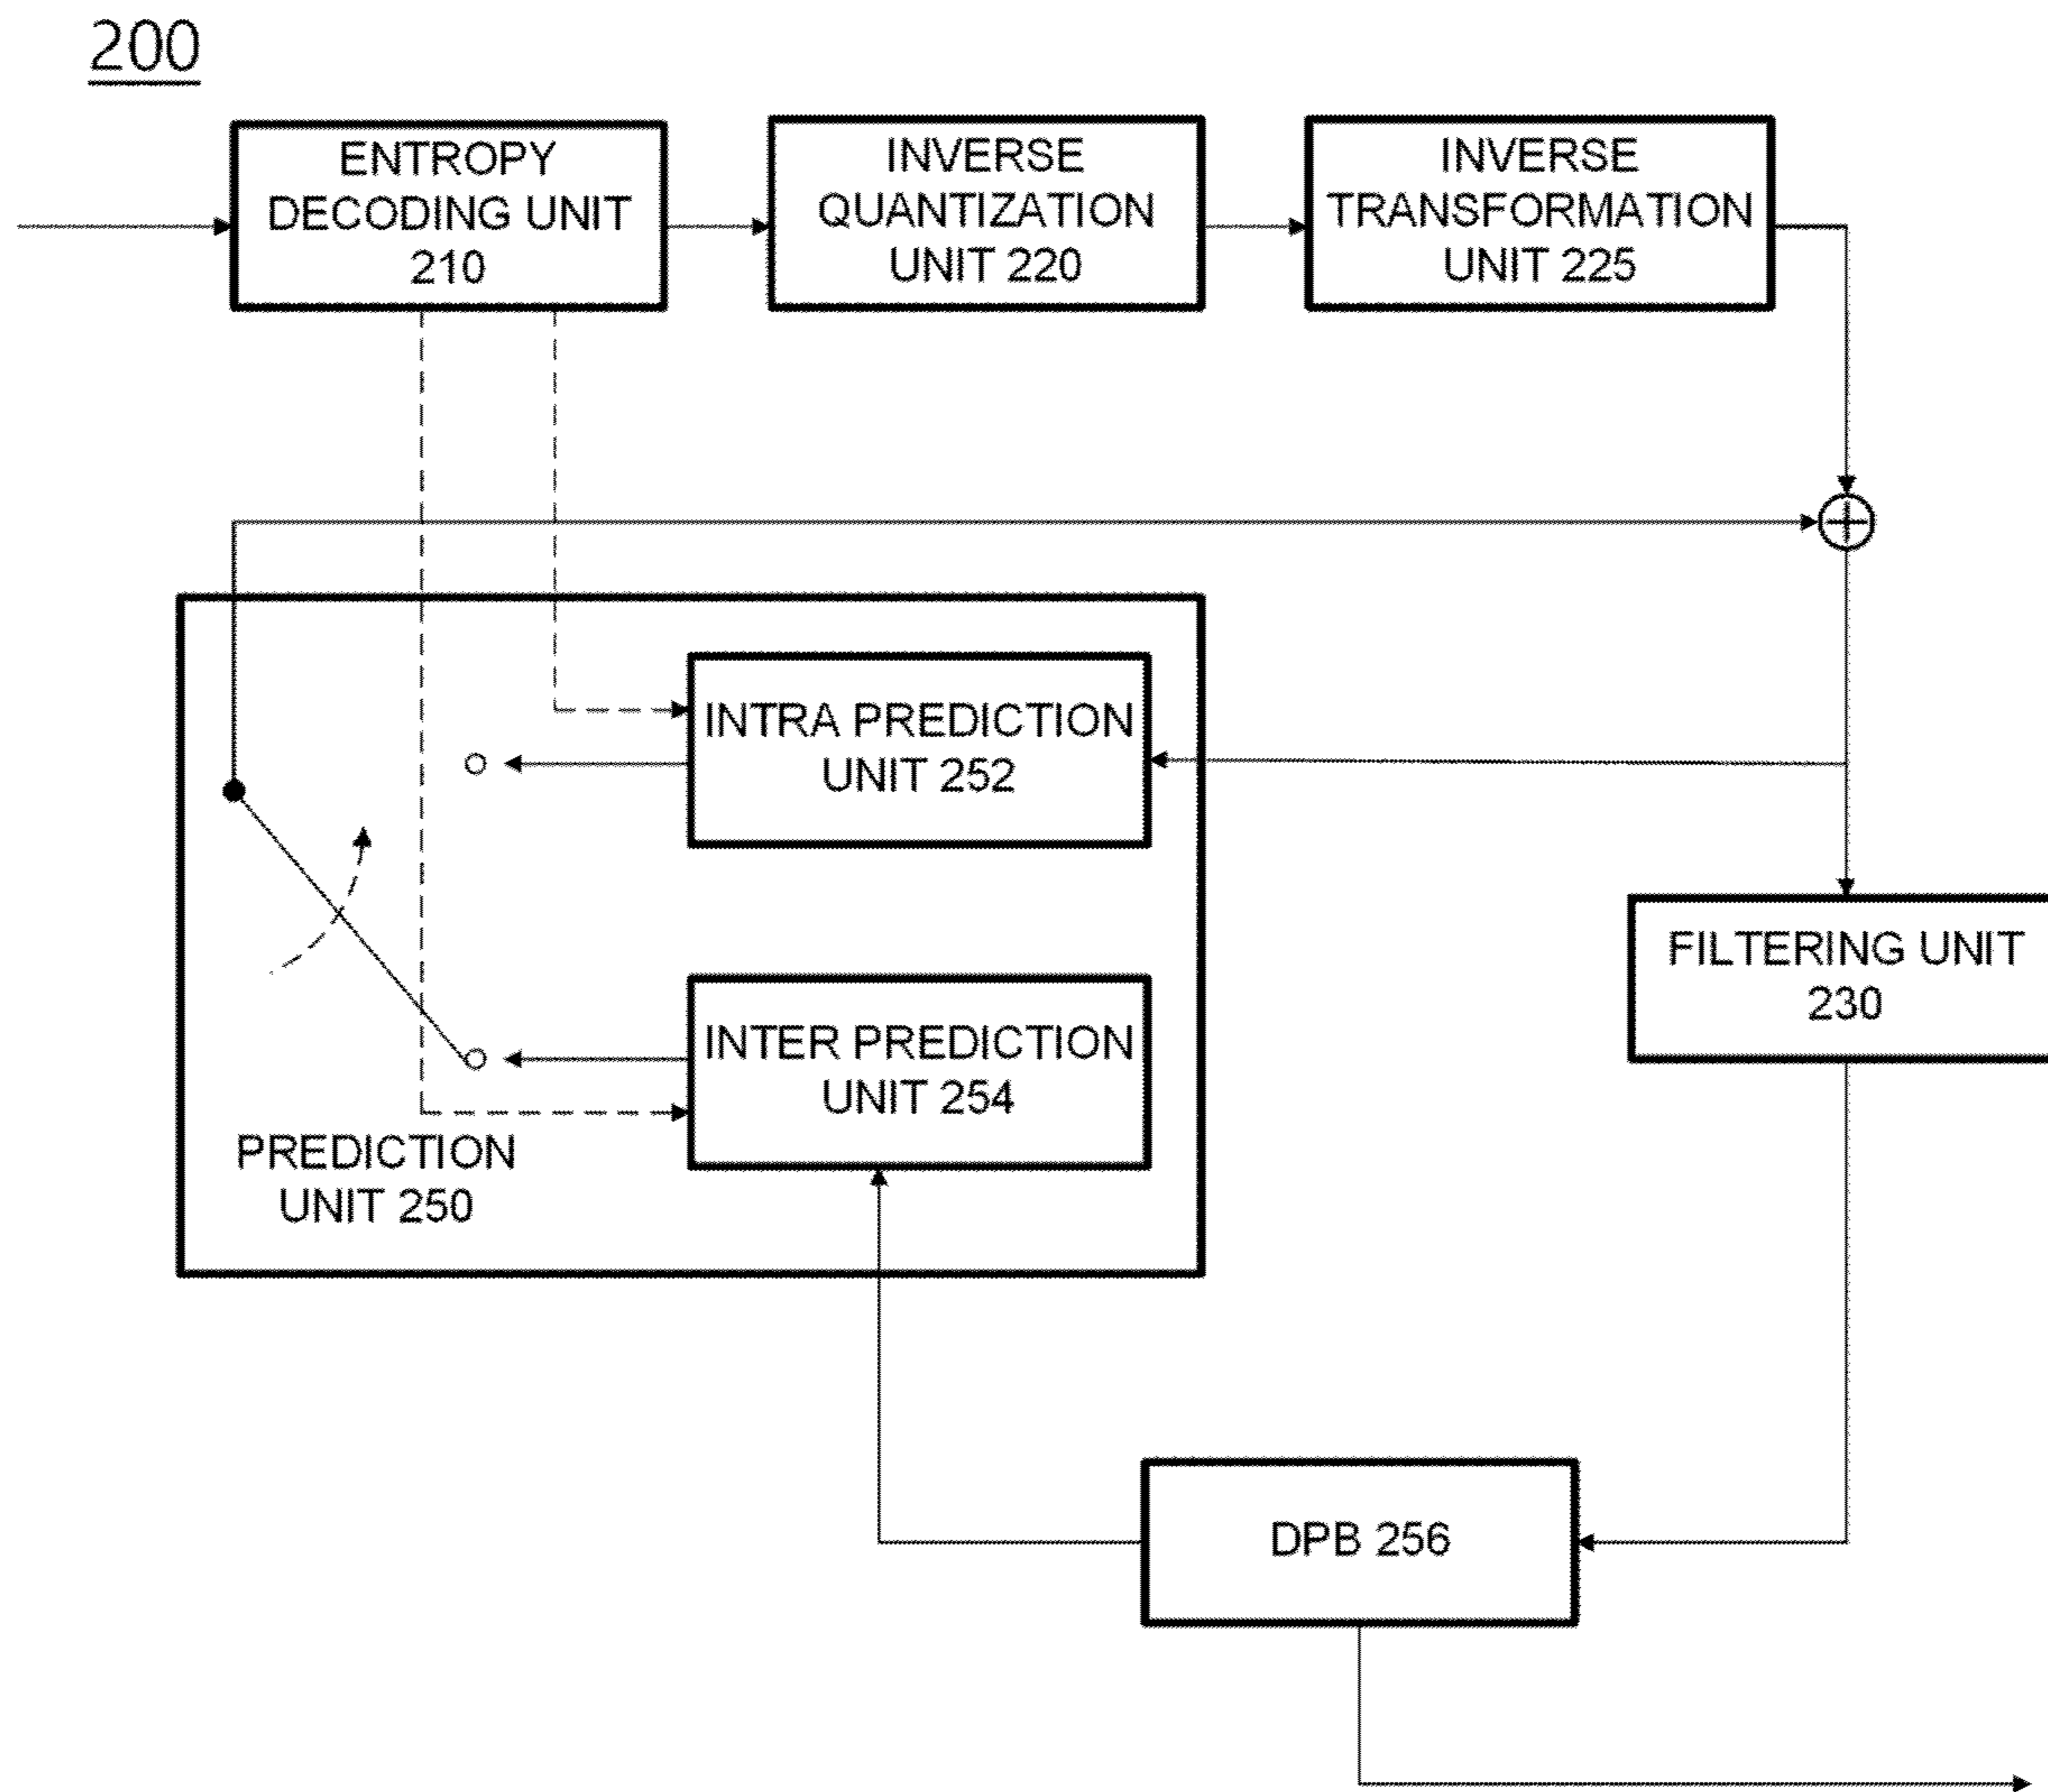 200
ENTROPY
DECODING UNIT
210
INVERSE
QUANTIZATION
UNIT 220
INVERSE
TRANSFORMATION
UNIT 225
INTRA PREDICTION
UNIT 252
FILTERING UNIT
230
INTER PREDICTION
UNIT 254
PREDICTION
UNIT 250
DPB 256